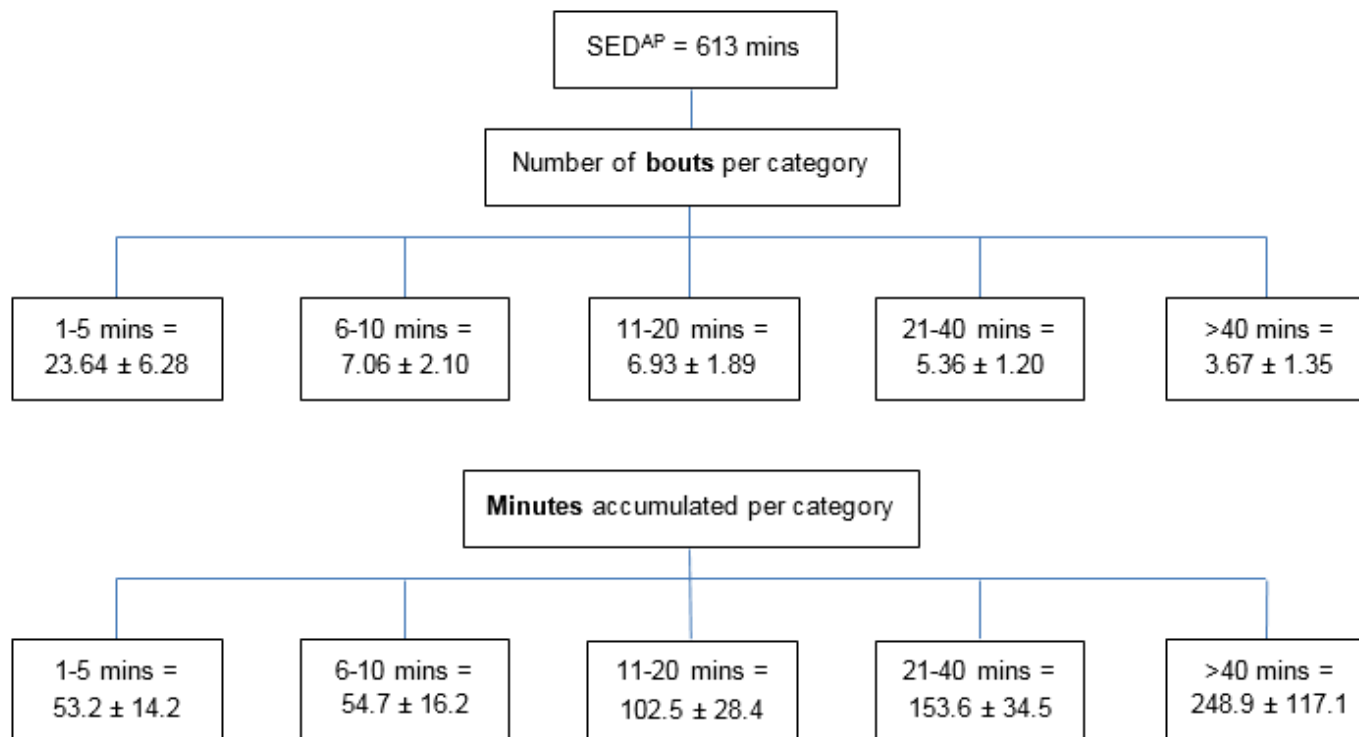 SEDᴬᴾ = 613 mins
Number of bouts per category
1-5 mins =
23.64 ± 6.28
6-10 mins =
7.06 ± 2.10
11-20 mins =
6.93 ± 1.89
21-40 mins =
5.36 ± 1.20
>40 mins =
3.67 ± 1.35
Minutes accumulated per category
1-5 mins =
53.2 ± 14.2
6-10 mins =
54.7 ± 16.2
11-20 mins =
102.5 ± 28.4
21-40 mins =
153.6 ± 34.5
>40 mins =
248.9 ± 117.1